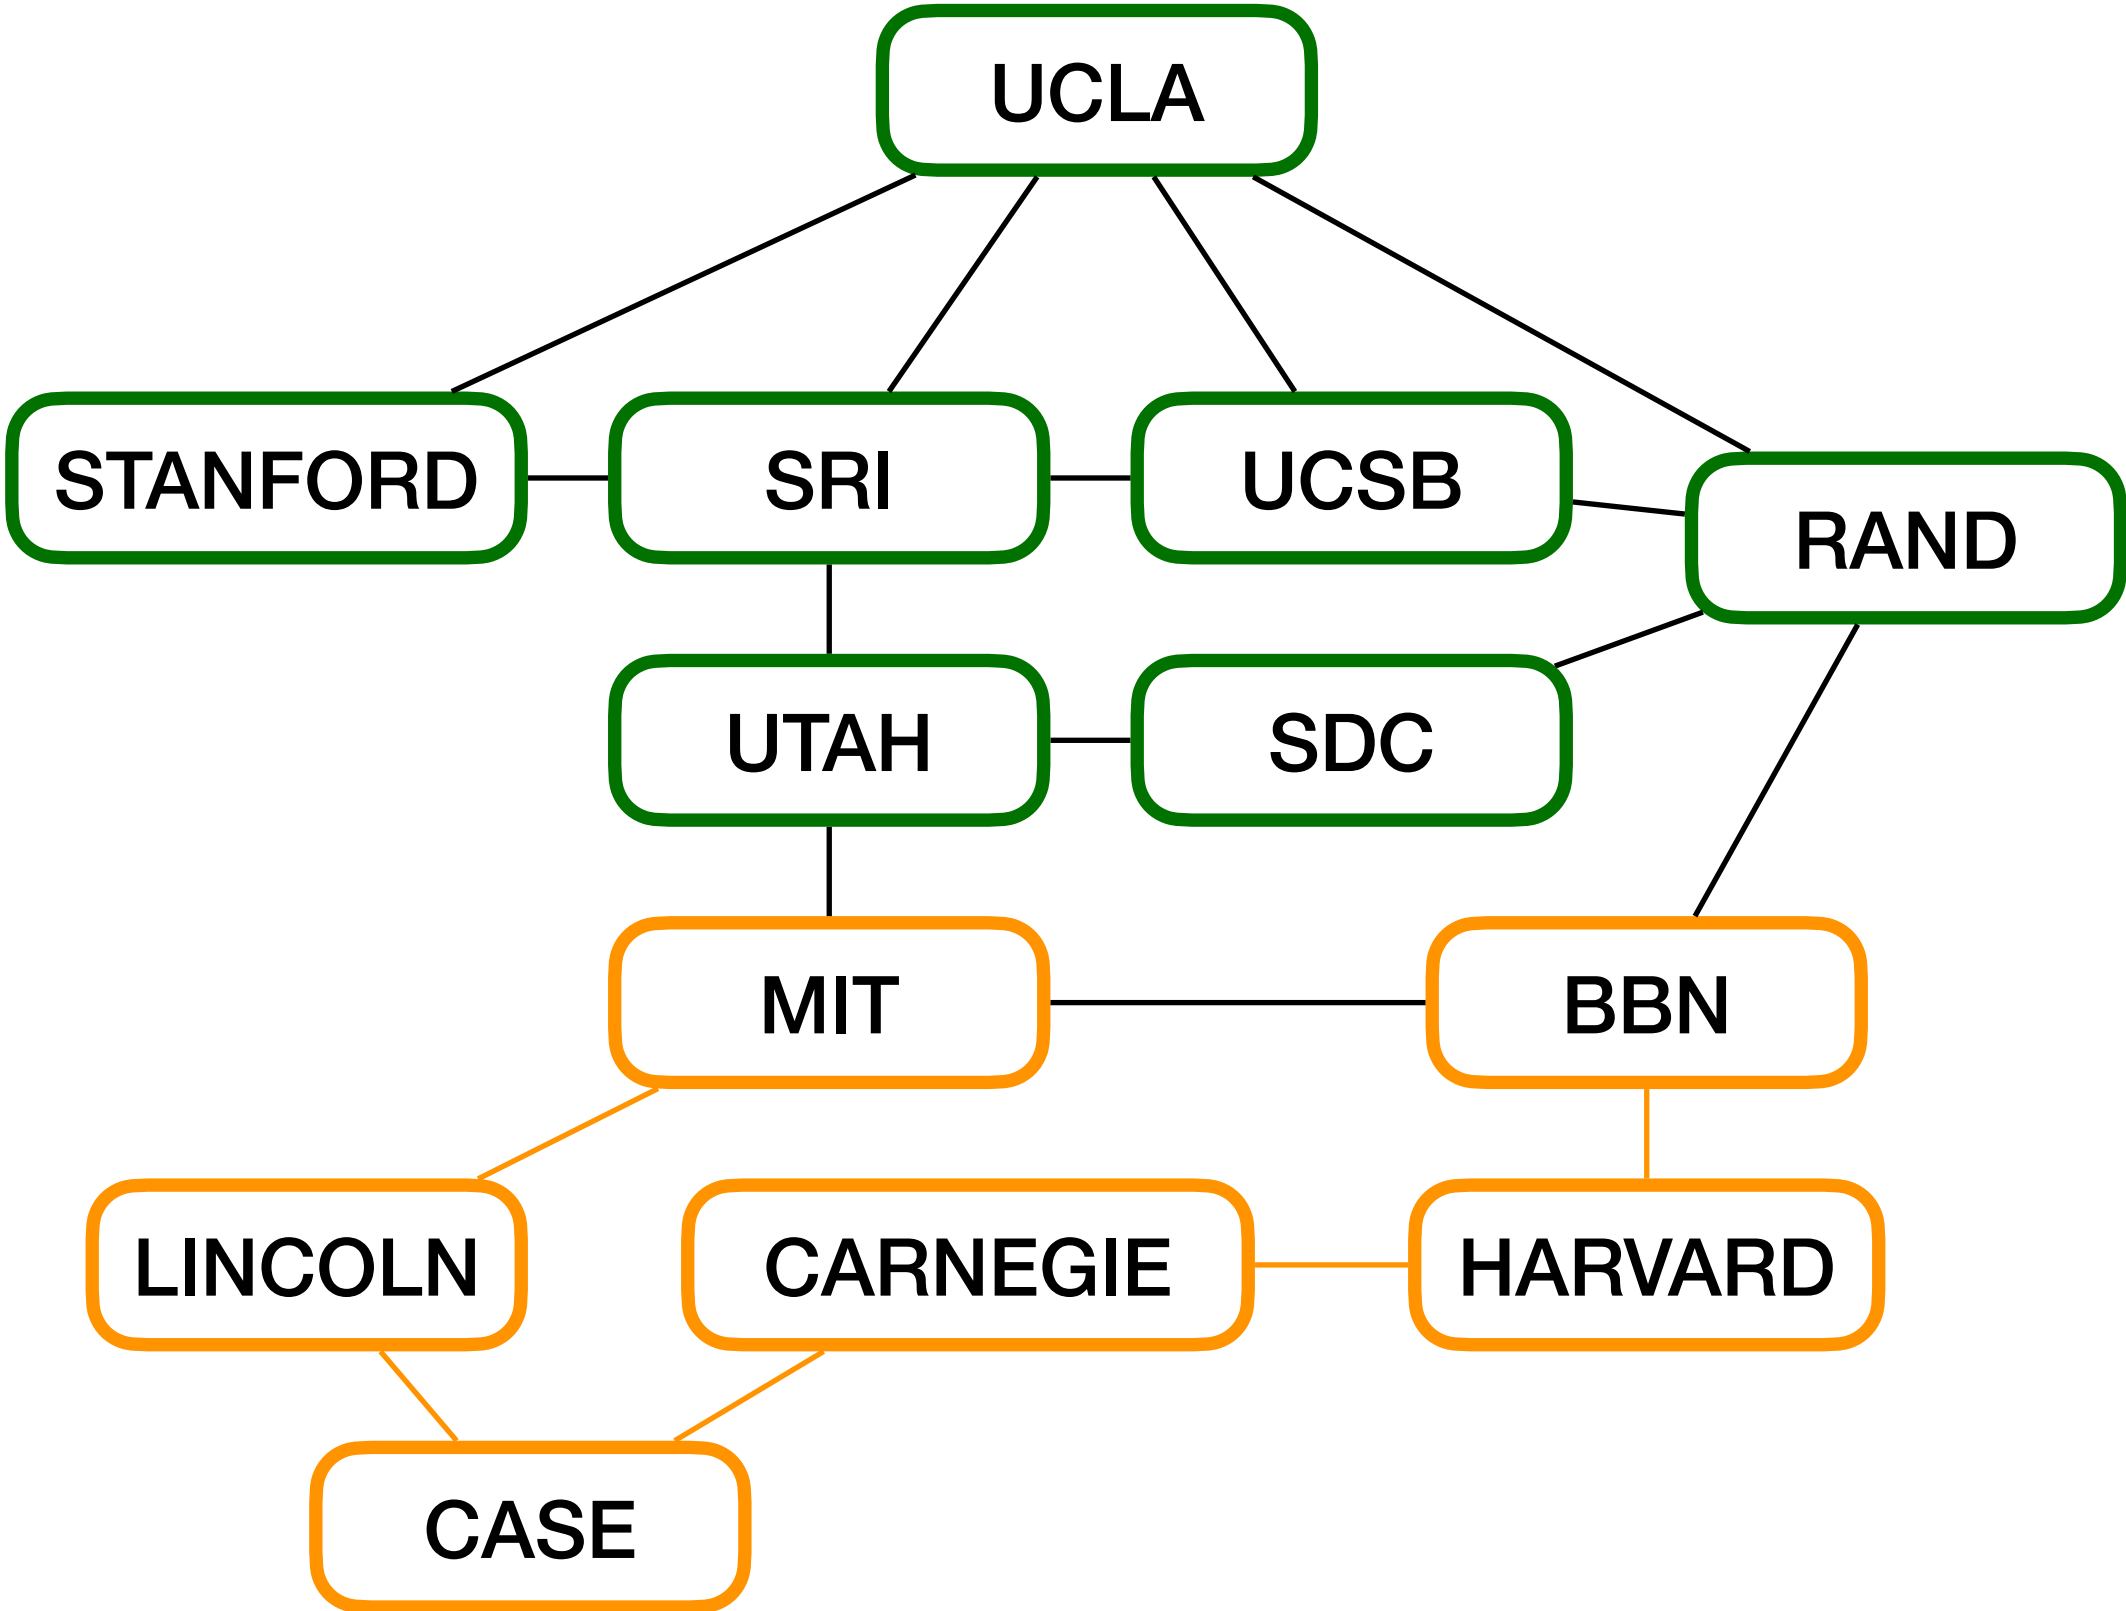 UCLA
STANFORD
SRI
UCSB
RAND
UTAH
SDC
MIT
BBN
LINCOLN
CARNEGIE
HARVARD
CASE